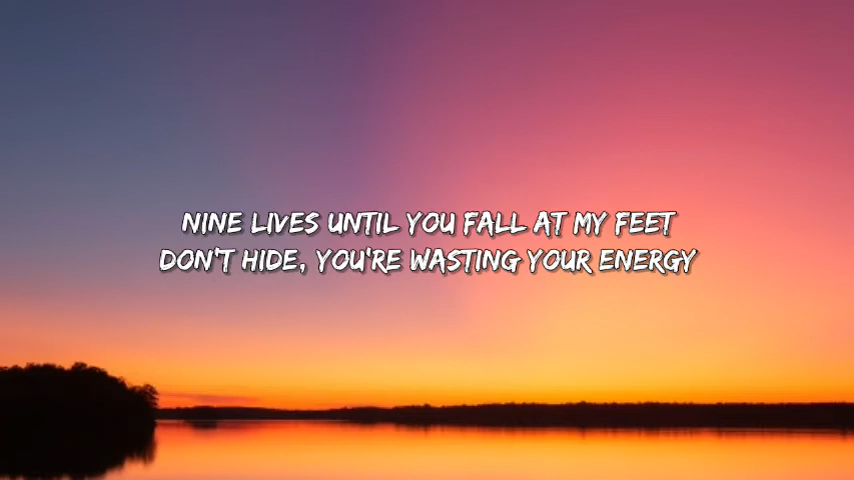 NINE LIVES UNTIL YOU FALL AT MY FEET
DON'T HIDE, YOU'RE WASTING YOUR ENERGY